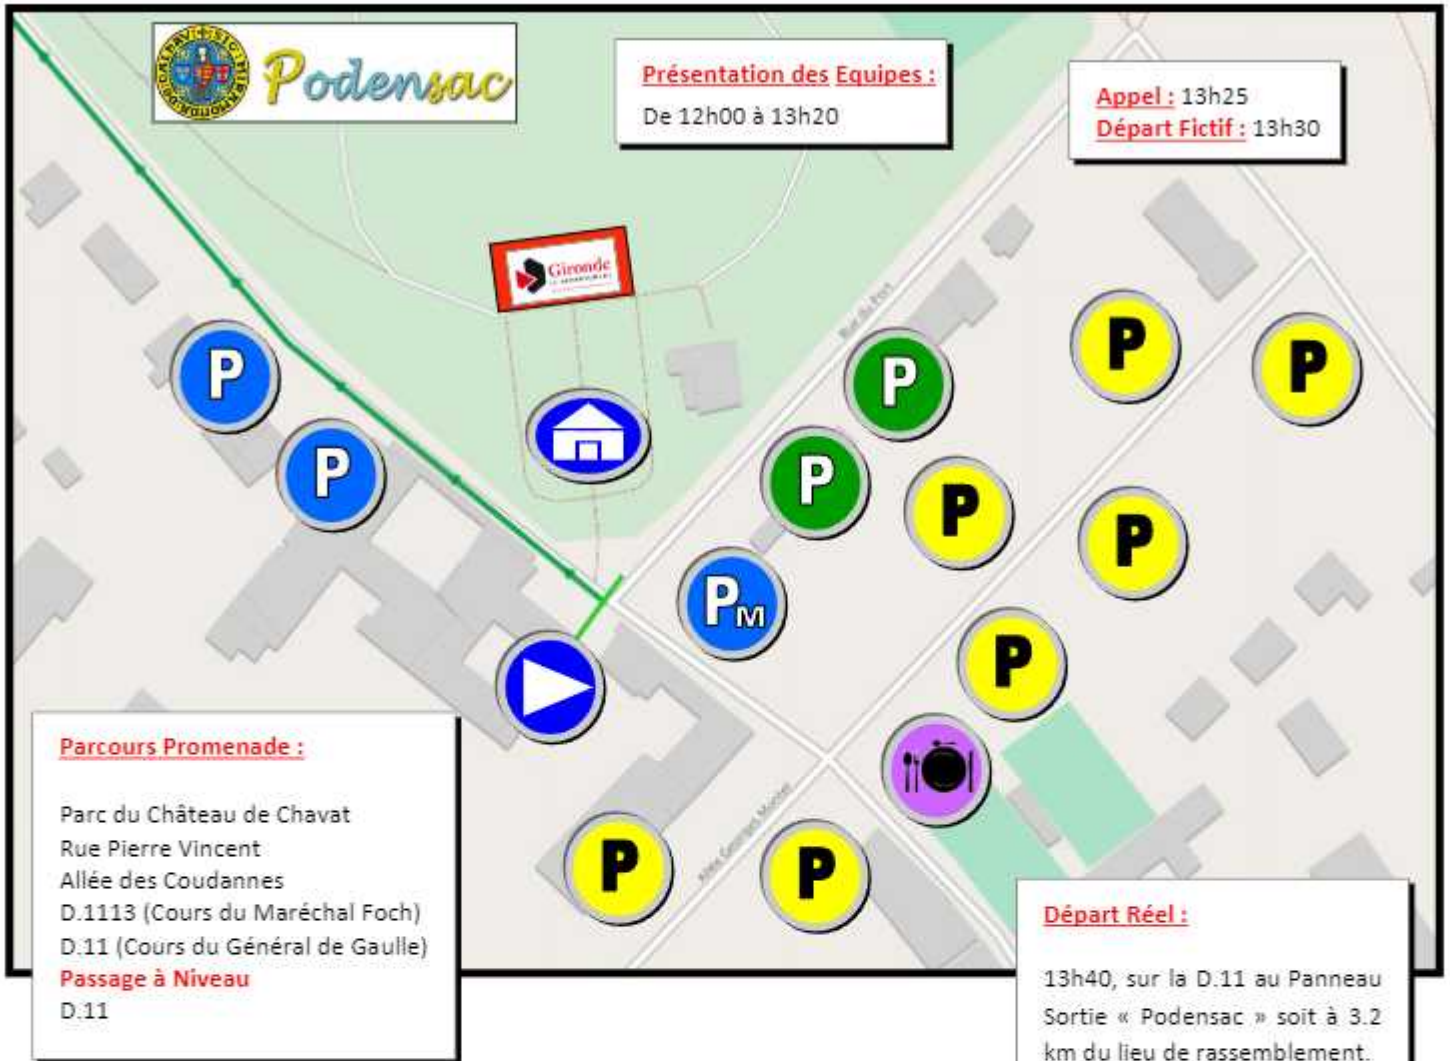 Podensac
Présentation des Equipes :
De 12h00 à 13h20
Appel : 13h25
Départ Fictif : 13h30
Gironde
Rue du Port
P
P
P
P
P
P
P
P
P
PM
P
P
P
Parcours Promenade :
Parc du Château de Chavat
Rue Pierre Vincent
Allée des Coudannes
D.1113 (Cours du Maréchal Foch)
D.11 (Cours du Général de Gaulle)
Passage à Niveau
D.11
Départ Réel :
13h40, sur la D.11 au Panneau
Sortie « Podensac » soit à 3.2
km du lieu de rassemblement.